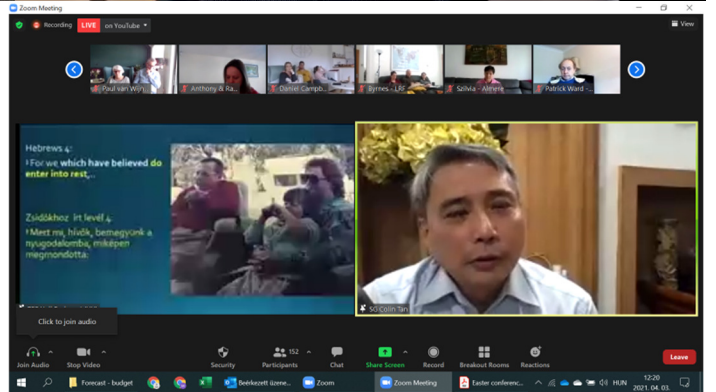 Zoom Meeting
Recording
LIVE
on YouTube
View
Paul van Wijn...
Anthony & Ra...
Daniel Campb...
Byrnes - LRF
Szilvia - Almere
Patrick Ward -...
Hebrews 4:
3 For we which have believed do
enter into rest,..
Zsidókhoz írt levél 4
3 Mert mi, hívők, bemegyünk a
nyugodalomba, miképen
megmondotta:
SG Colin Tan
Click to join audio
Join Audio
Stop Video
Security
Participants
152
Chat
Share Screen
Record
Breakout Rooms
Reactions
Leave
Forecast - budget
Beérkezett üzene...
Zoom
Zoom Meeting
Easter conferenc...
HUN
12:20
2021. 04. 03.